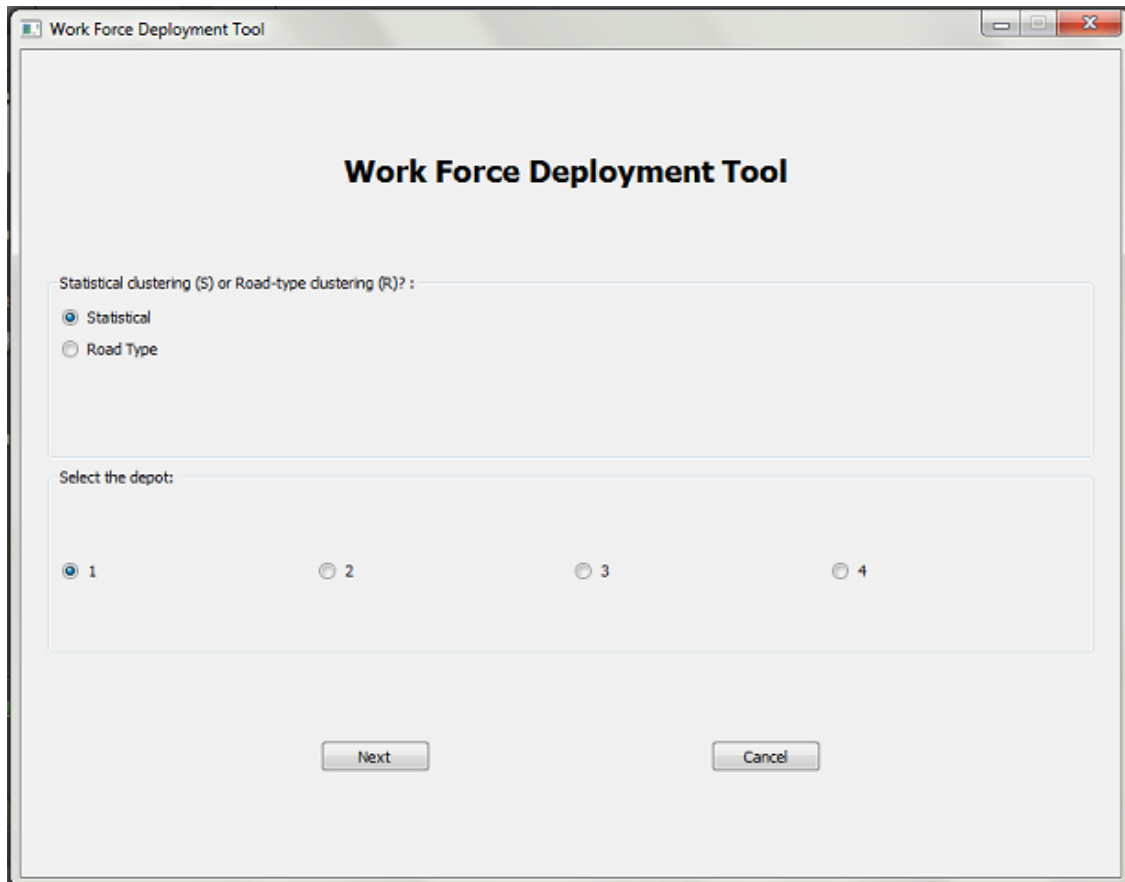 Work Force Deployment Tool
Work Force Deployment Tool
Statistical clustering (S) or Road-type clustering (R)? :
Statistical
Road Type
Select the depot:
1 2 3 4
Next Cancel